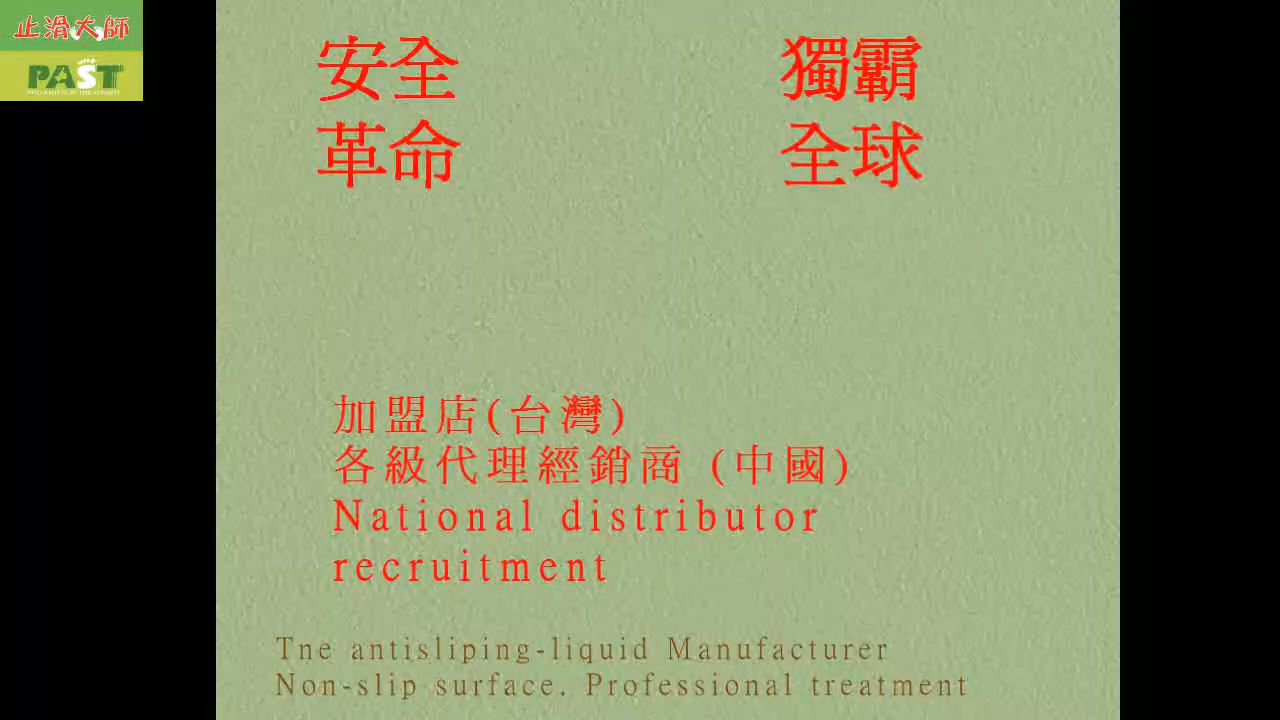 止滑大師
PAST
安全 獨霸
革命 全球
加盟店(台灣)
各級代理經銷商 (中國)
National distributor
recruitment
Tne antisliping-liquid Manufacturer
Non-slip surface. Professional treatment